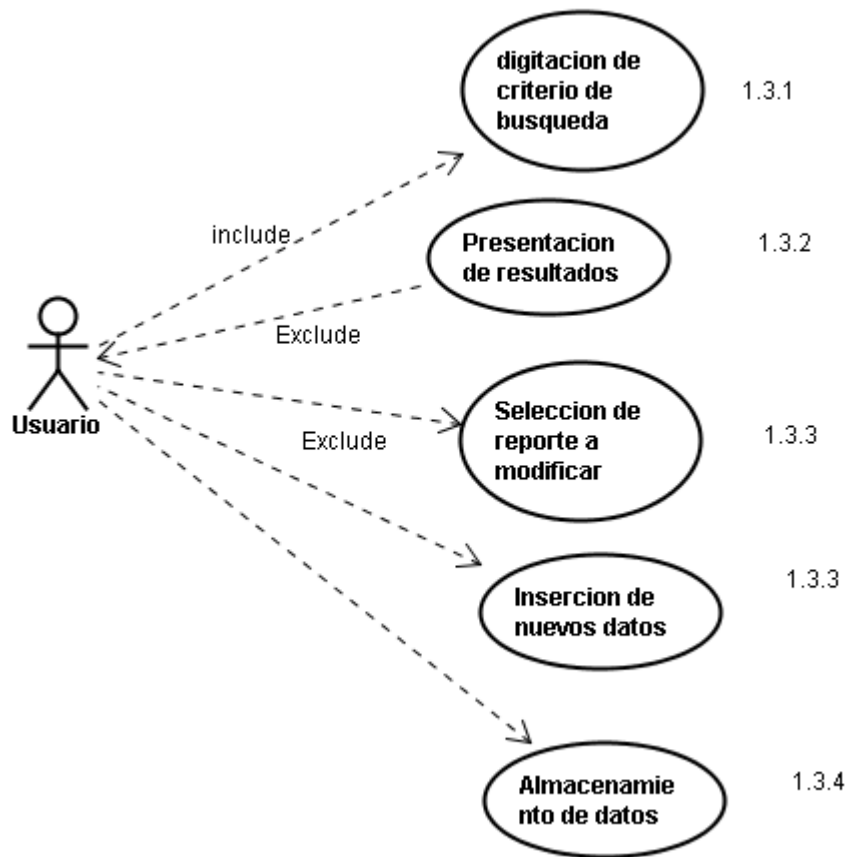 digitacion de
criterio de
busqueda
1.3.1
include
Presentacion
de resultados
1.3.2
Exclude
Usuario
Seleccion de
reporte a
modificar
1.3.3
Exclude
Insercion de
nuevos datos
1.3.3
Almacenamie
nto de datos
1.3.4